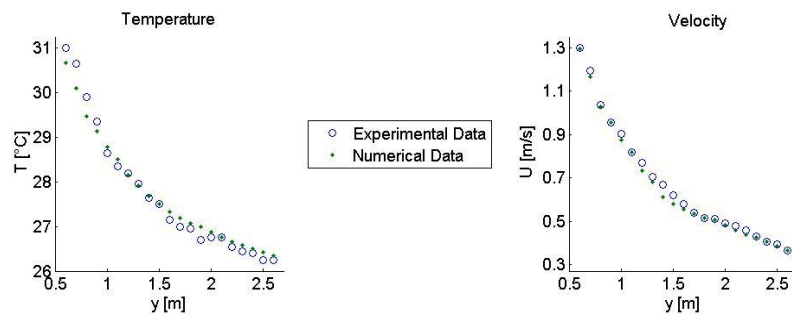 Temperature
Velocity
31
30
29
28
27
26
T [°C]
0.5
1
1.5
2
2.5
y [m]
Experimental Data
Numerical Data
1.3
1.1
0.9
0.7
0.5
0.3
U [m/s]
0.5
1
1.5
2
2.5
y [m]